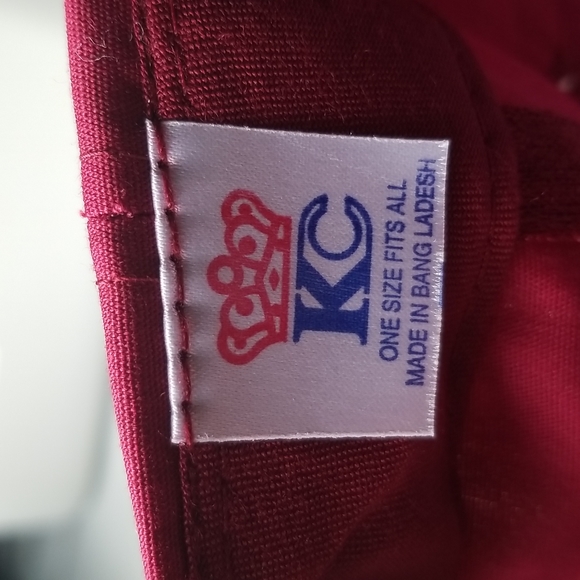 KC
ONE SIZE FITS ALL
MADE IN BANG LADESH